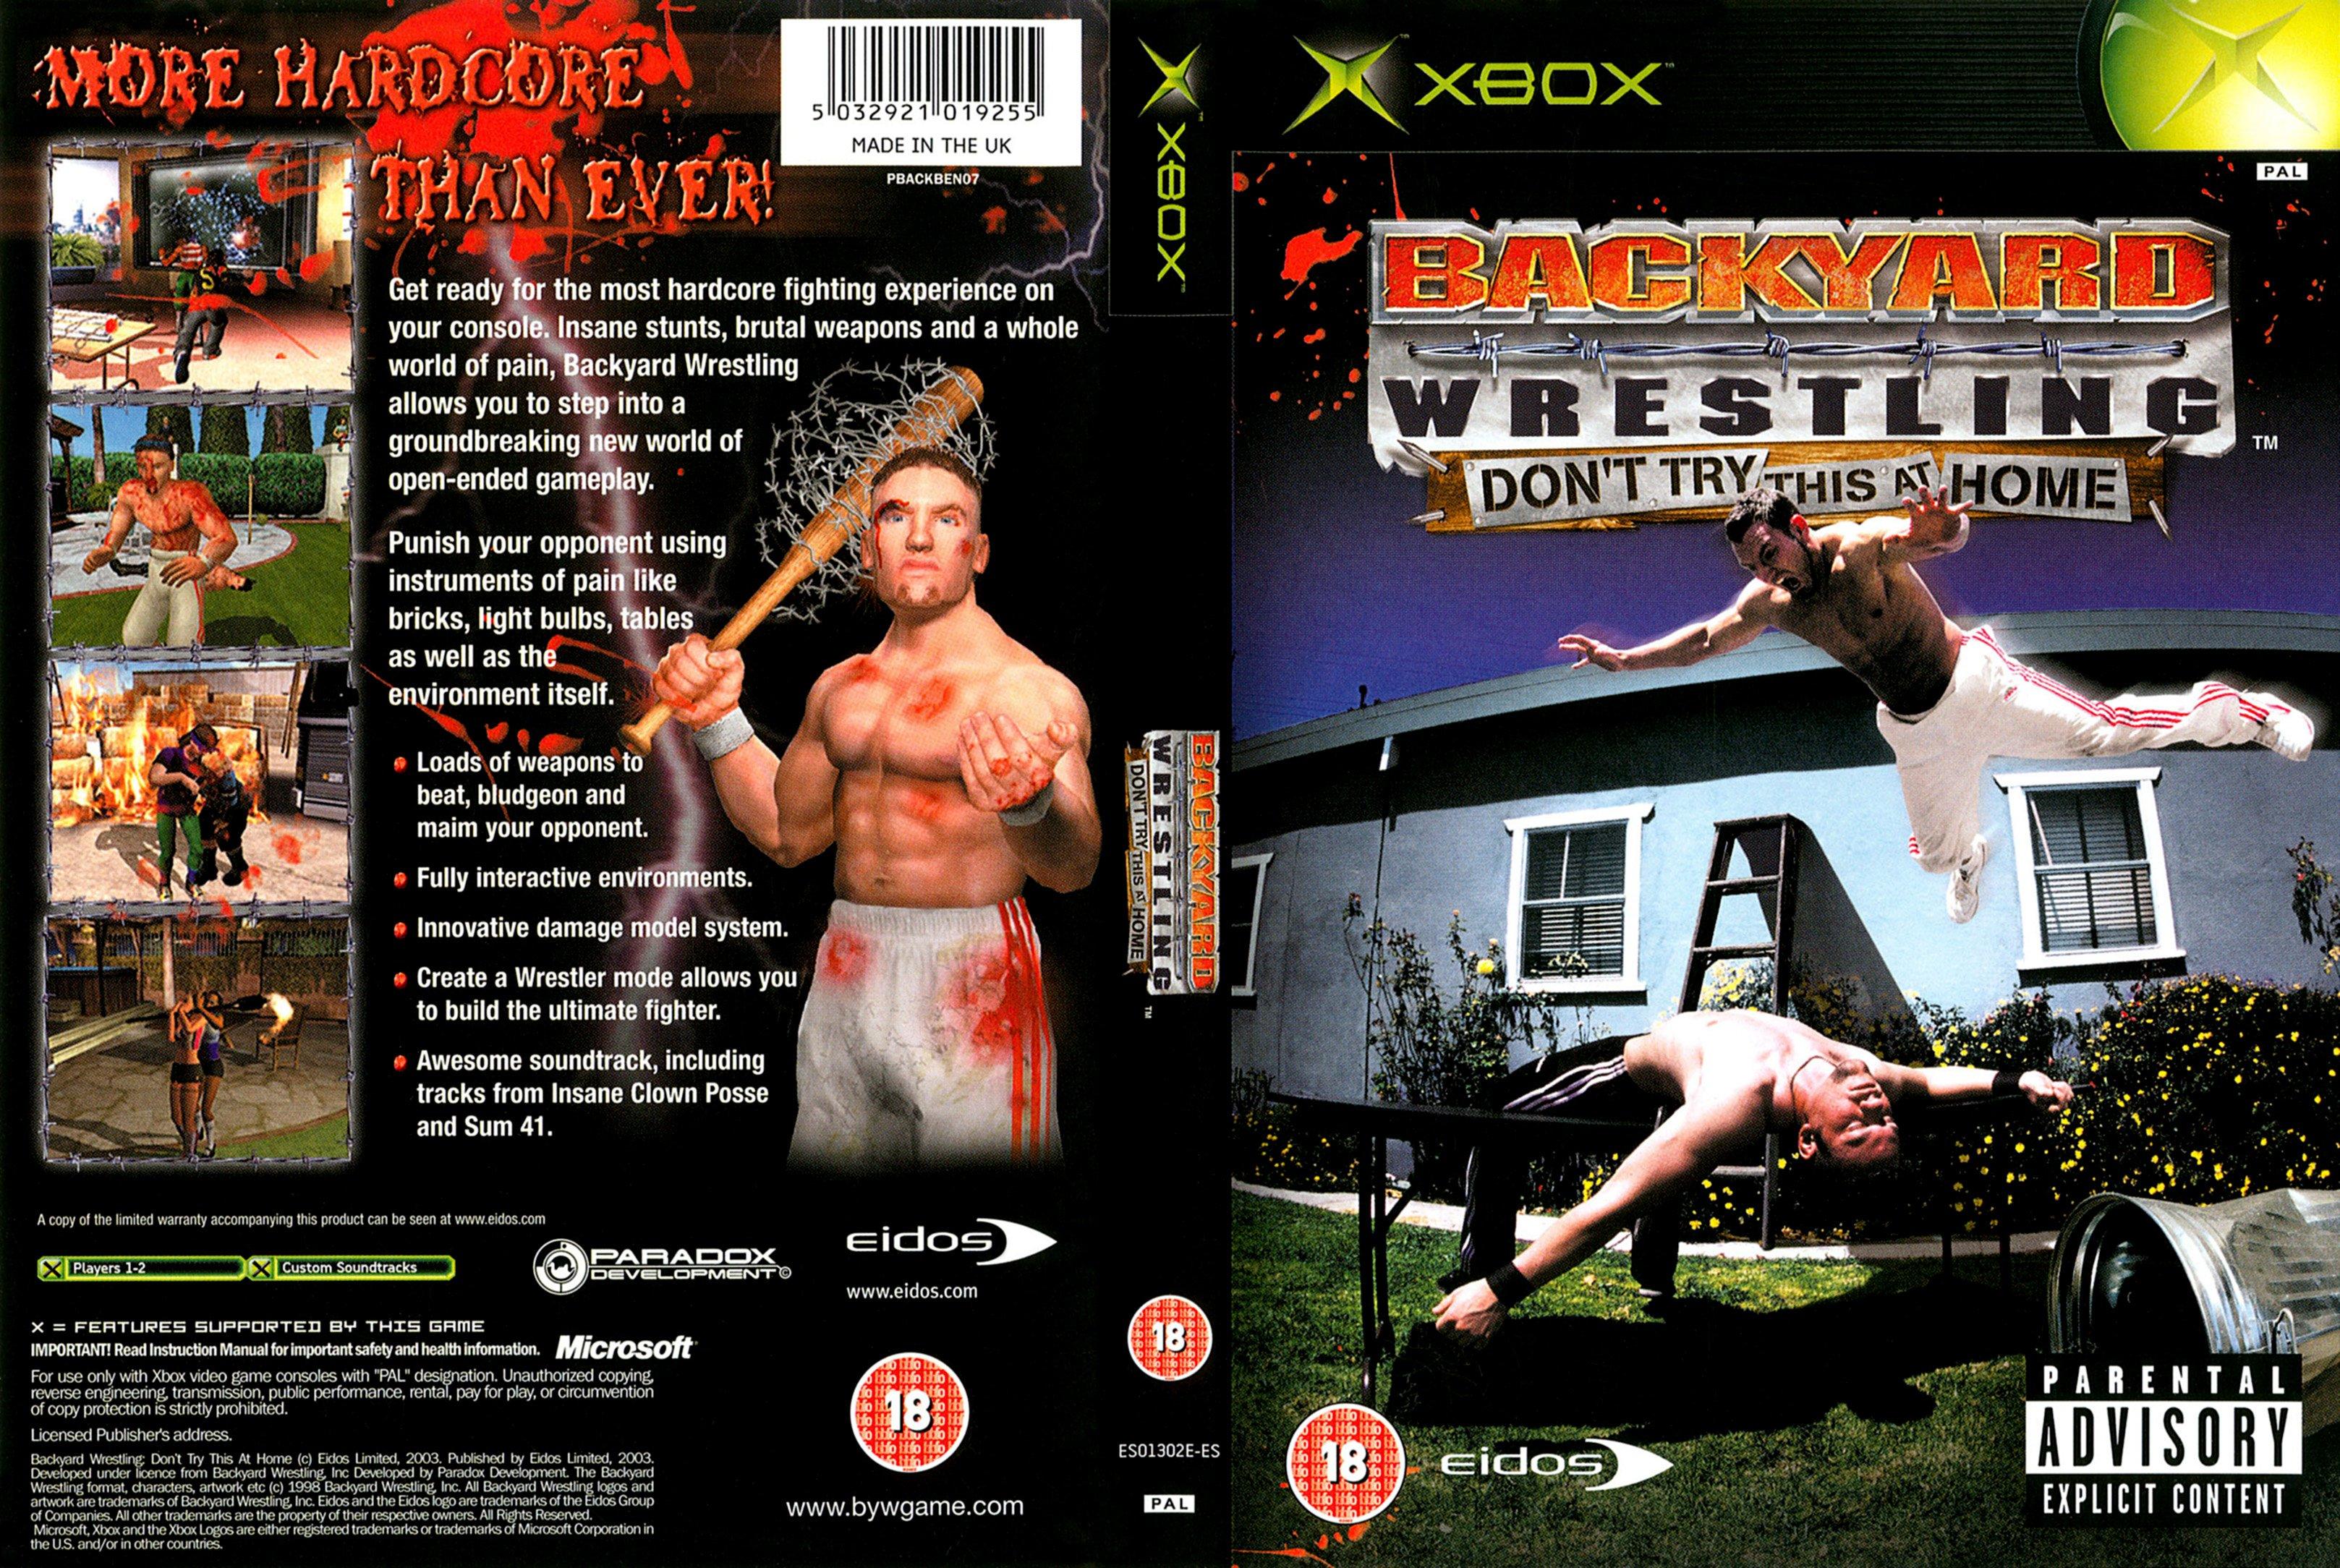 MORE HARDCORE
THAN EVER!
5 032921 019255
MADE IN THE UK
PBACKBEN07
Get ready for the most hardcore fighting experience on
your console. Insane stunts, brutal weapons and a whole
world of pain, Backyard Wrestling
allows you to step into a
groundbreaking new world of
open-ended gameplay.
Punish your opponent using
instruments of pain like
bricks, light bulbs, tables
as well as the
environment itself.
Loads of weapons to
beat, bludgeon and
maim your opponent.
Fully interactive environments.
Innovative damage model system.
Create a Wrestler mode allows you
to build the ultimate fighter.
Awesome soundtrack, including
tracks from Insane Clown Posse
and Sum 41.
A copy of the limited warranty accompanying this product can be seen at www.eidos.com
Players 1-2
Custom Soundtracks
PARADOX
DEVELOPMENT©
eidos
www.eidos.com
X = FEATURES SUPPORTED BY THIS GAME
IMPORTANT! Read Instruction Manual for important safety and health information.
Microsoft
For use only with Xbox video game consoles with "PAL" designation. Unauthorized copying,
reverse engineering, transmission, public performance, rental, pay for play, or circumvention
of copy protection is strictly prohibited.
Licensed Publisher's address.
Backyard Wrestling: Don't Try This At Home (c) Eidos Limited, 2003. Published by Eidos Limited, 2003.
Developed under licence from Backyard Wrestling, Inc Developed by Paradox Development. The Backyard
Wrestling format, characters, artwork etc (c) 1998 Backyard Wrestling, Inc. All Backyard Wrestling logos and
artwork are trademarks of Backyard Wrestling, Inc. Eidos and the Eidos logo are trademarks of the Eidos Group
of Companies. All other trademarks are the property of their respective owners. All Rights Reserved.
Microsoft, Xbox and the Xbox Logos are either registered trademarks or trademarks of Microsoft Corporation in
the U.S. and/or in other countries.
18
www.bywgame.com
XBOX™
BACKYARD
WRESTLING
DON'T TRY THIS AT HOME
™
18
ES01302E-ES
PAL
XBOX™
PAL
BACKYARD
WRESTLING™
DON'T TRY THIS AT HOME
18
eidos
PARENTAL
ADVISORY
EXPLICIT CONTENT